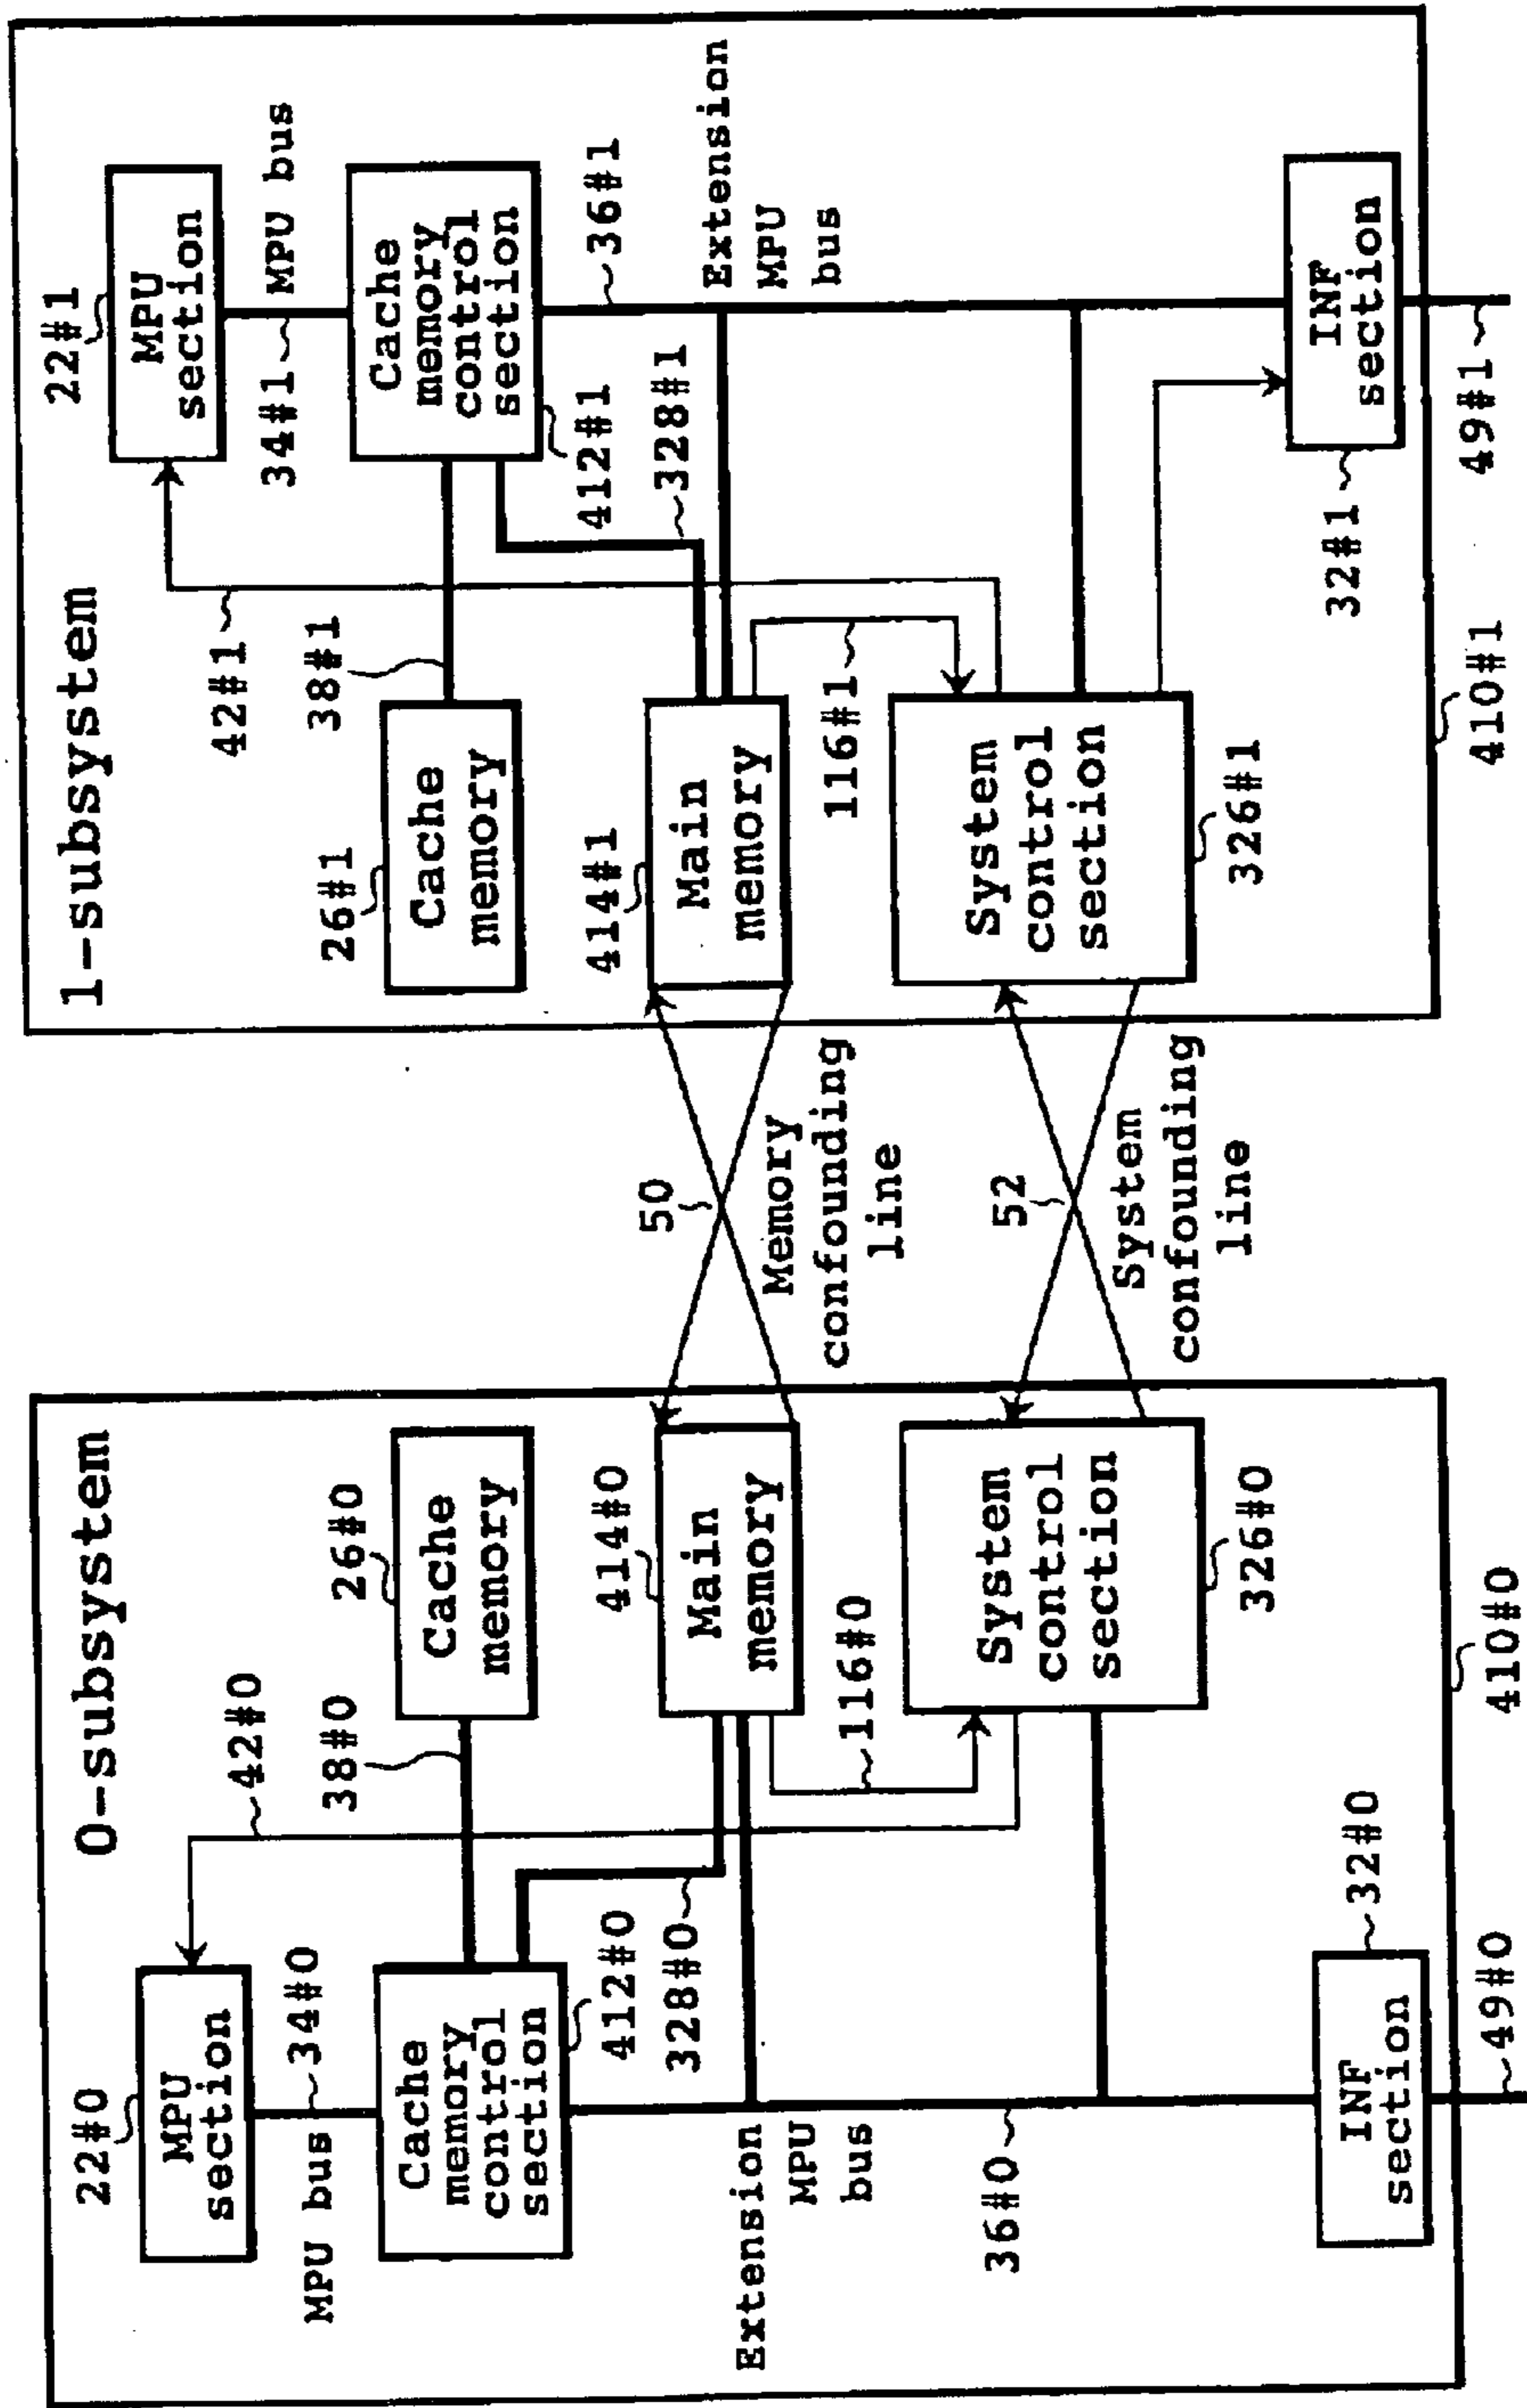 0-subsystem
22#0
MPU
section
MPU bus
34#0
42#0
38#0
26#0
Cache
memory
Cache
memory
control
section
412#0
328#0
414#0
Main
memory
116#0
Extension
MPU
bus
36#0
System
control
section
326#0
INF
section
32#0
49#0
410#0
50
Memory
confounding
line
52
System
confounding
line
1-subsystem
22#1
MPU
section
34#1
MPU bus
42#1
38#1
26#1
Cache
memory
Cache
memory
control
section
412#1
328#1
36#1
414#1
Main
memory
116#1
Extension
MPU
bus
System
control
section
326#1
INF
section
32#1
49#1
410#1